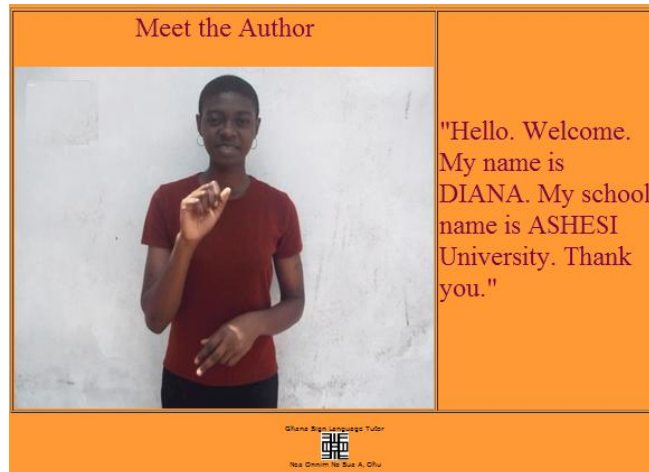 Meet the Author
"Hello. Welcome.
My name is
DIANA. My school
name is ASHESI
University. Thank
you."
Ghana Sign Language Tutor
Nea Onnim No Sua A, Ohu